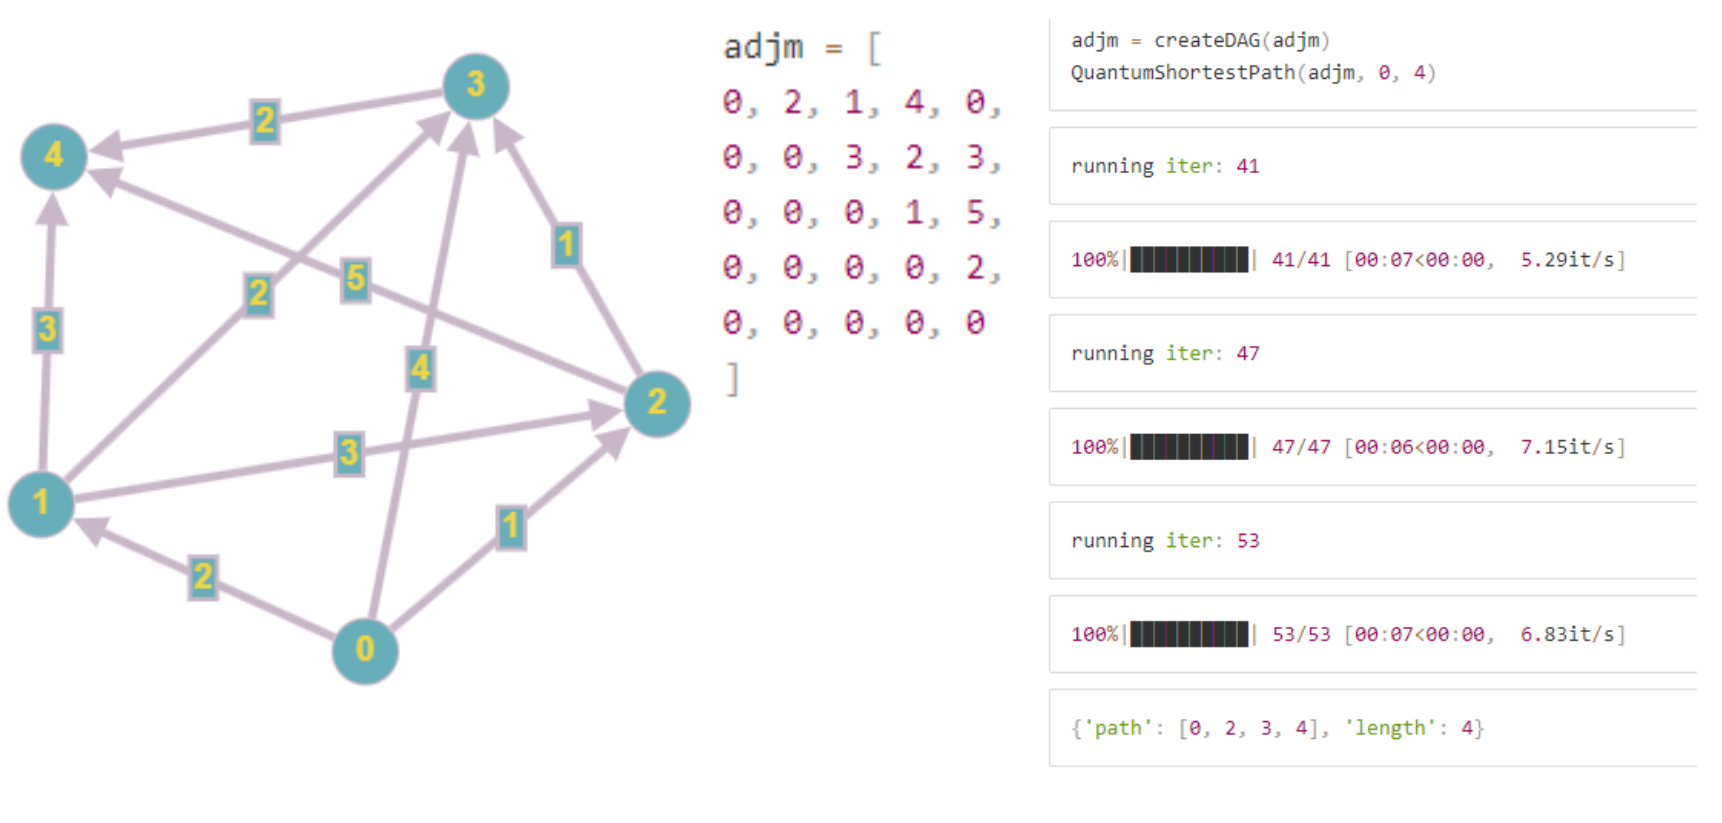 3
2
4
1
5
2
3
4
2
3
1
1
2
0
adjm = [
0, 2, 1, 4, 0,
0, 0, 3, 2, 3,
0, 0, 0, 1, 5,
0, 0, 0, 0, 2,
0, 0, 0, 0, 0
]
adjm = createDAG(adjm)
QuantumShortestPath(adjm, 0, 4)
running iter: 41
100%|██████████| 41/41 [00:07<00:00,  5.29it/s]
running iter: 47
100%|██████████| 47/47 [00:06<00:00,  7.15it/s]
running iter: 53
100%|██████████| 53/53 [00:07<00:00,  6.83it/s]
{'path': [0, 2, 3, 4], 'length': 4}